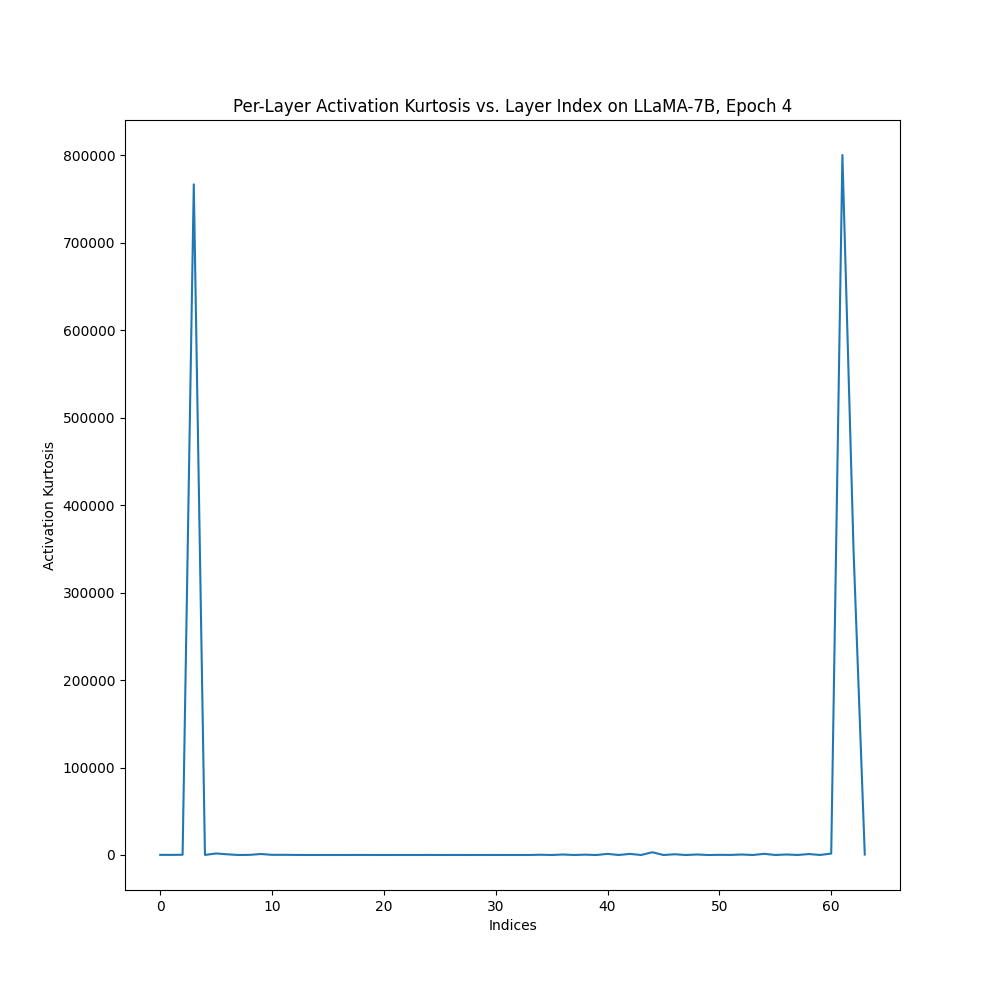 Per-Layer Activation Kurtosis vs. Layer Index on LLaMA-7B, Epoch 4
800000
700000
600000
500000
400000
300000
200000
100000
0
Activation Kurtosis
0 10 20 30 40 50 60
Indices